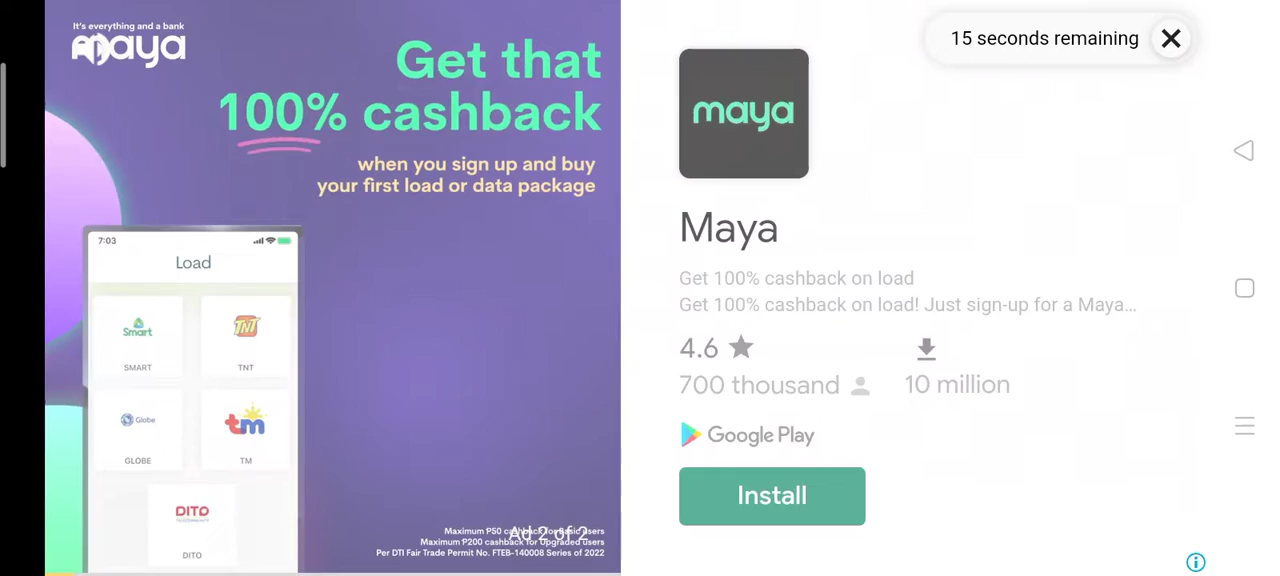 It's everything and a bank
maya
Get that
100% cashback
when you sign up and buy
your first load or data package
7:03
Load
Smart
SMART
TNT
TNT
Globe
GLOBE
tm
TM
DITO
DITO
Maximum ₱50 cashback for Basic users
Ad 2 of 2
Maximum ₱200 cashback for Upgraded users
Per DTI Fair Trade Permit No. FTEB-140008 Series of 2022
15 seconds remaining
maya
Maya
Get 100% cashback on load
Get 100% cashback on load! Just sign-up for a Maya...
4.6
700 thousand
10 million
Google Play
Install